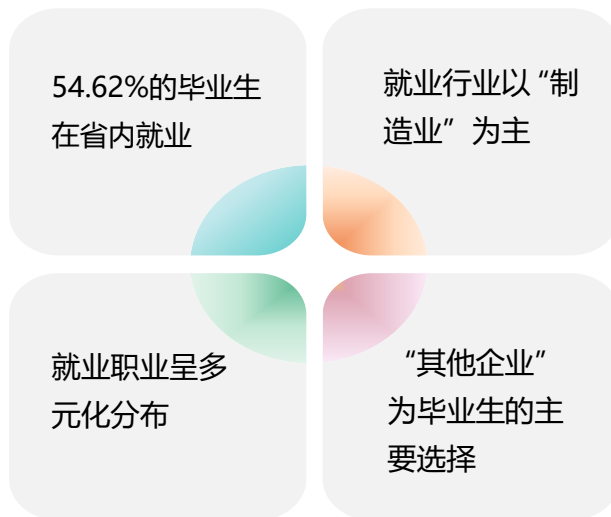 54.62%的毕业生
在省内就业
就业行业以“制
造业”为主
就业职业呈多
元化分布
“其他企业”
为毕业生的主
要选择